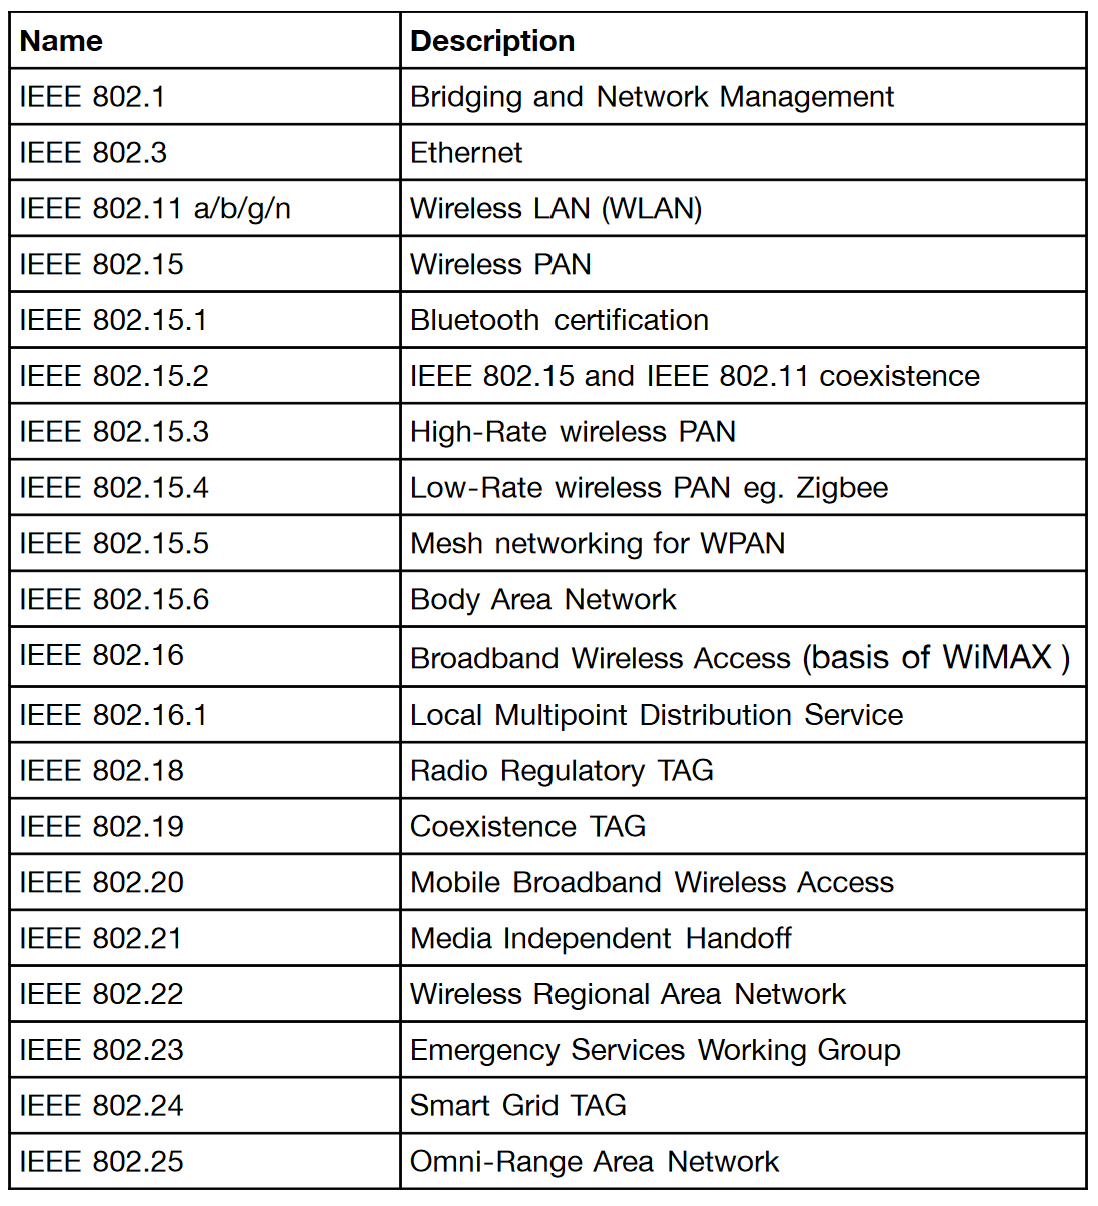 Name Description
IEEE 802.1 Bridging and Network Management
IEEE 802.3 Ethernet
IEEE 802.11 a/b/g/n Wireless LAN (WLAN)
IEEE 802.15 Wireless PAN
IEEE 802.15.1 Bluetooth certification
IEEE 802.15.2 IEEE 802.15 and IEEE 802.11 coexistence
IEEE 802.15.3 High-Rate wireless PAN
IEEE 802.15.4 Low-Rate wireless PAN eg. Zigbee
IEEE 802.15.5 Mesh networking for WPAN
IEEE 802.15.6 Body Area Network
IEEE 802.16 Broadband Wireless Access (basis of WiMAX )
IEEE 802.16.1 Local Multipoint Distribution Service
IEEE 802.18 Radio Regulatory TAG
IEEE 802.19 Coexistence TAG
IEEE 802.20 Mobile Broadband Wireless Access
IEEE 802.21 Media Independent Handoff
IEEE 802.22 Wireless Regional Area Network
IEEE 802.23 Emergency Services Working Group
IEEE 802.24 Smart Grid TAG
IEEE 802.25 Omni-Range Area Network